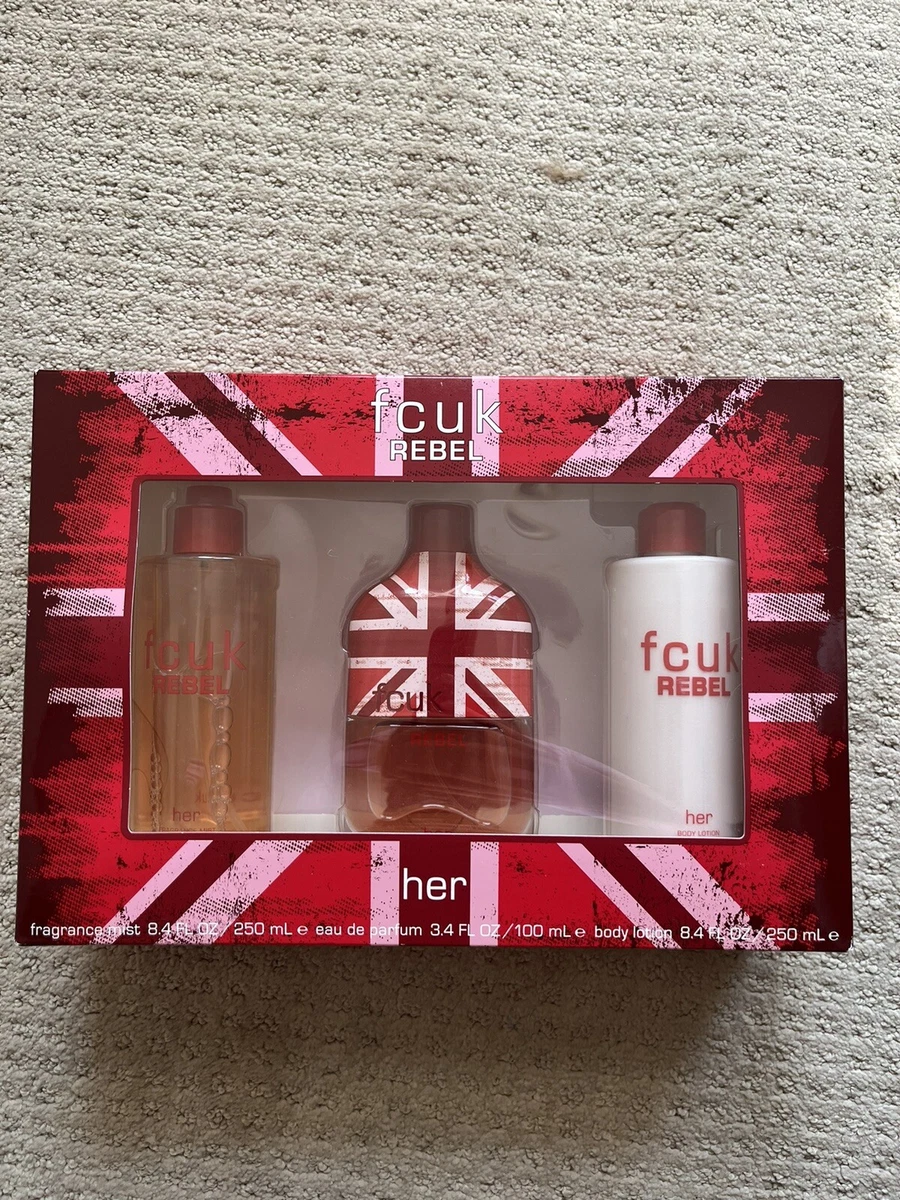 fcuk
REBEL
fcuk
REBEL
her
fcuk
REBEL
fcuk
REBEL
her
BODY LOTION
her
fragrance mist 8.4 FL OZ/ 250 mL e eau de parfum 3.4 FL OZ/100 mL e body lotion 8.4 FL OZ/250 mL e